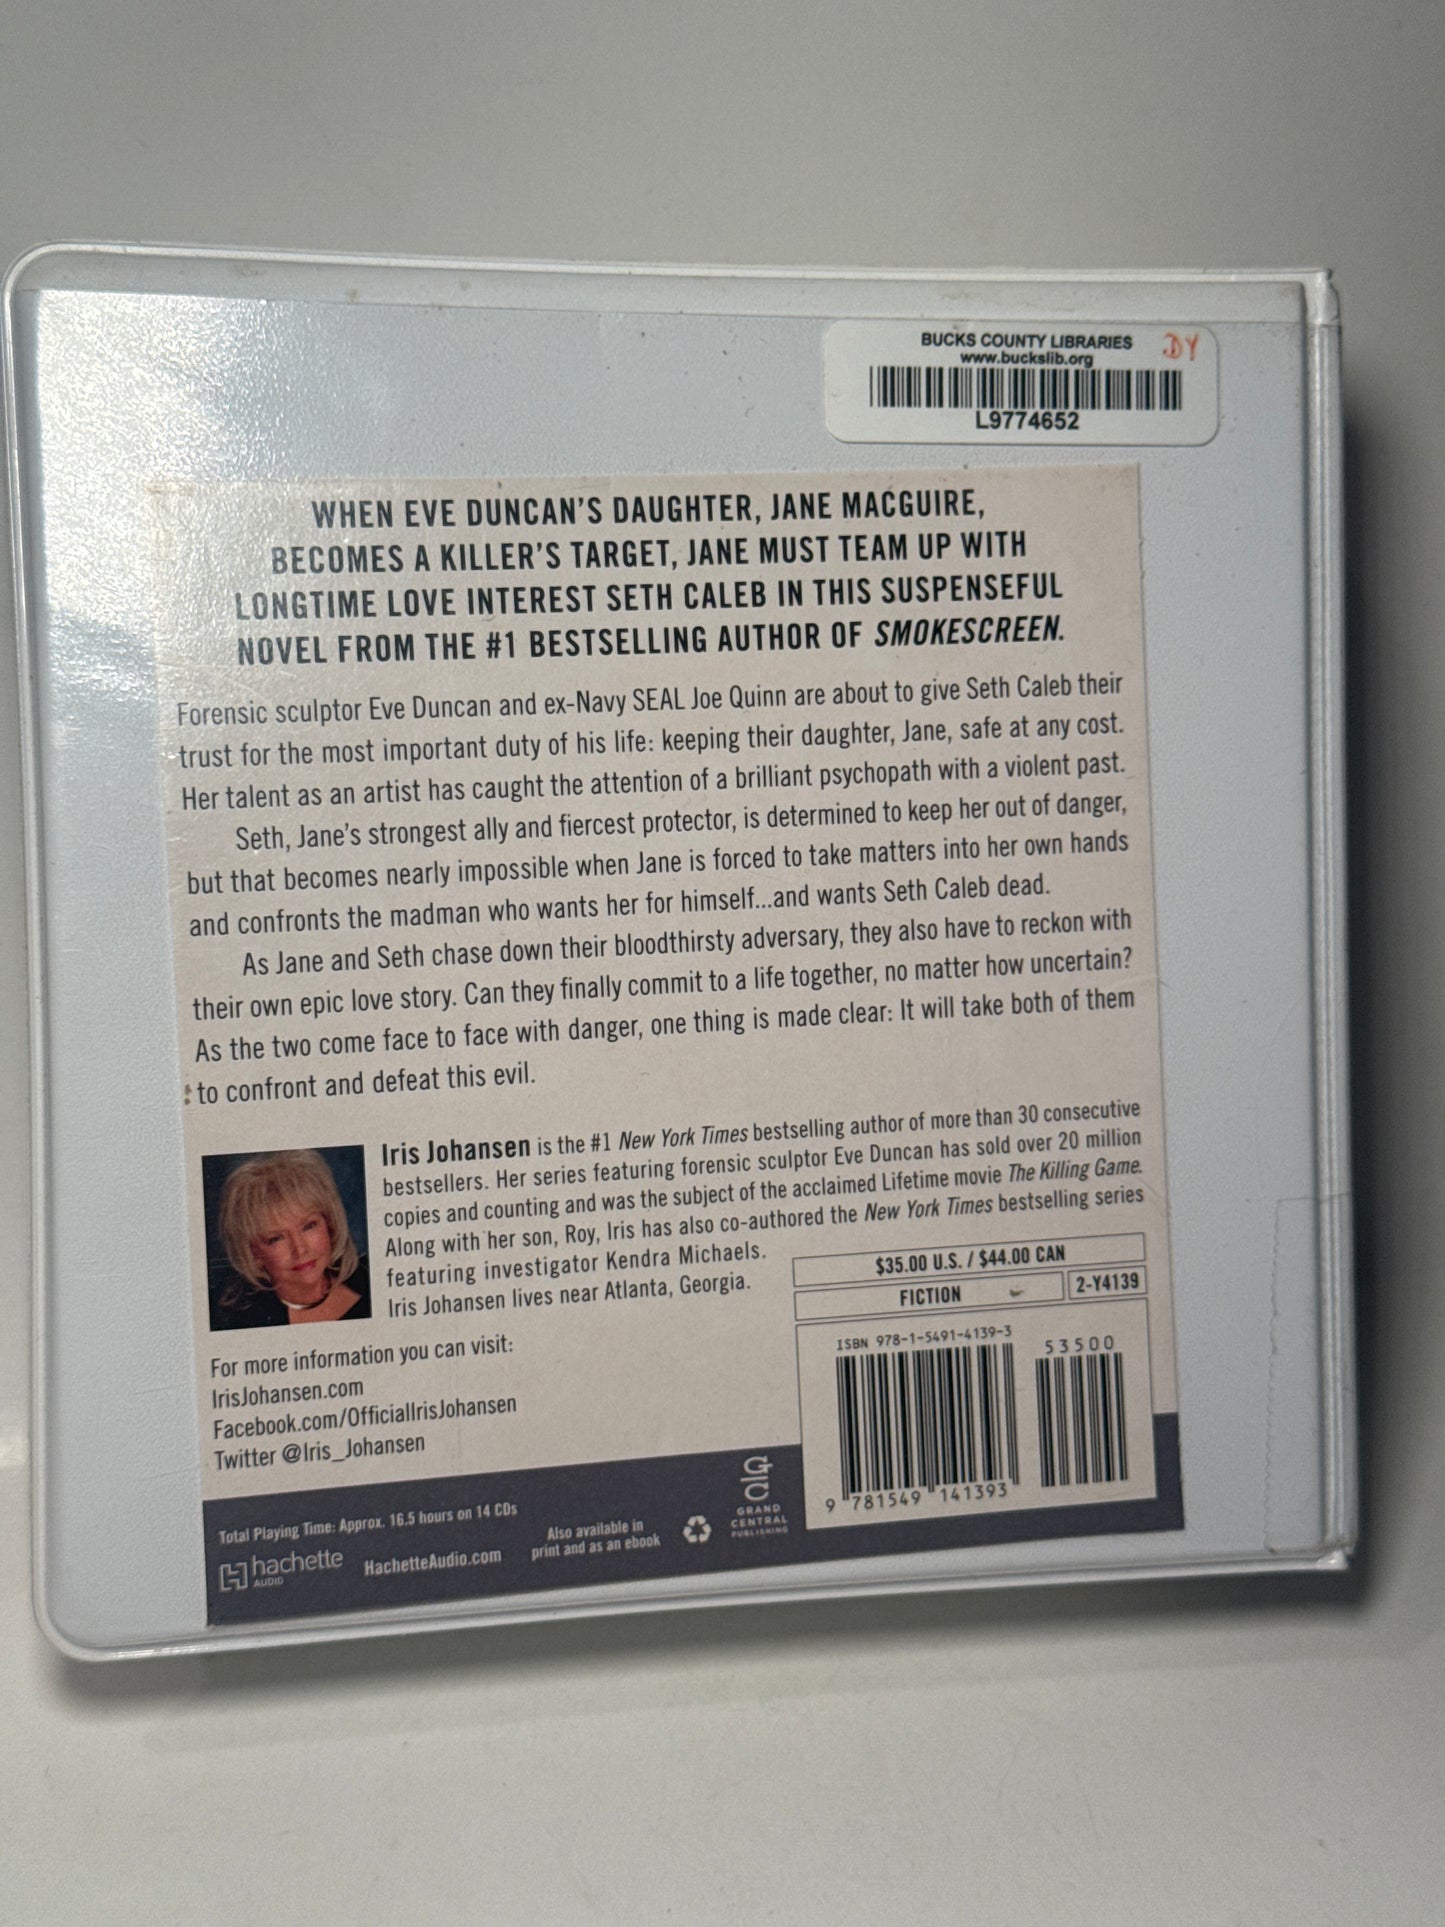 BUCKS COUNTY LIBRARIES
DY
www.buckslib.org
L9774652
WHEN EVE DUNCAN'S DAUGHTER, JANE MACGUIRE,
BECOMES A KILLER'S TARGET, JANE MUST TEAM UP WITH
LONGTIME LOVE INTEREST SETH CALEB IN THIS SUSPENSEFUL
NOVEL FROM THE #1 BESTSELLING AUTHOR OF SMOKESCREEN.
Forensic sculptor Eve Duncan and ex-Navy SEAL Joe Quinn are about to give Seth Caleb their
trust for the most important duty of his life: keeping their daughter, Jane, safe at any cost.
Her talent as an artist has caught the attention of a brilliant psychopath with a violent past.
Seth, Jane's strongest ally and fiercest protector, is determined to keep her out of danger,
but that becomes nearly impossible when Jane is forced to take matters into her own hands
and confronts the madman who wants her for himself...and wants Seth Caleb dead.
As Jane and Seth chase down their bloodthirsty adversary, they also have to reckon with
their own epic love story. Can they finally commit to a life together, no matter how uncertain?
As the two come face to face with danger, one thing is made clear: It will take both of them
to confront and defeat this evil.
Iris Johansen is the #1 New York Times bestselling author of more than 30 consecutive
bestsellers. Her series featuring forensic sculptor Eve Duncan has sold over 20 million
copies and counting and was the subject of the acclaimed Lifetime movie The Killing Game.
Along with her son, Roy, Iris has also co-authored the New York Times bestselling series
featuring investigator Kendra Michaels.
Iris Johansen lives near Atlanta, Georgia.
For more information you can visit:
IrisJohansen.com
Facebook.com/OfficialIrisJohansen
Twitter @Iris_Johansen
$35.00 U.S. / $44.00 CAN
FICTION
2-Y4139
ISBN 978-1-5491-4139-3
53500
9 781549 141393
Total Playing Time: Approx. 16.5 hours on 14 CDs
hachette
AUDIO
HachetteAudio.com
Also available in
print and as an ebook
GRAND
CENTRAL
PUBLISHING